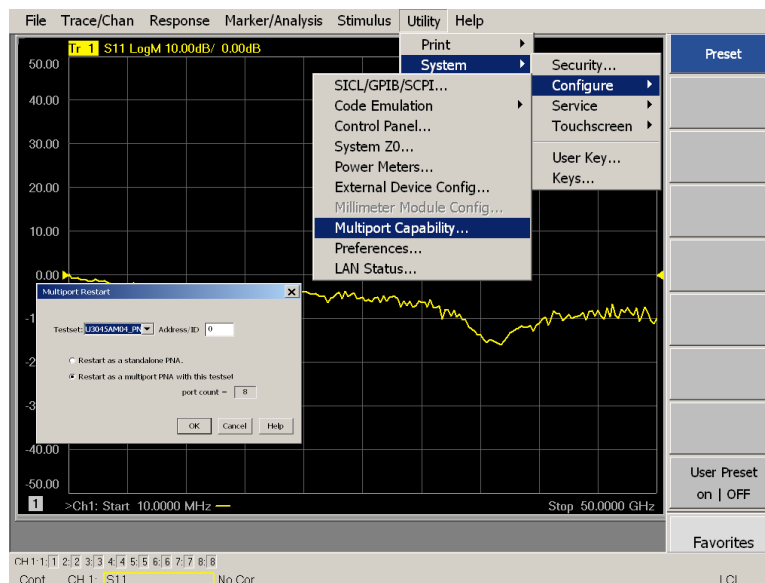 File Trace/Chan Response Marker/Analysis Stimulus Utility Help
Tr 1 S11 LogM 10.00dB/ 0.00dB
50.00
40.00
30.00
20.00
10.00
0.00
-1
-2
-3
-40.00
-50.00
Print
System
Security...
Configure
Service
Touchscreen
User Key...
Keys...
SICL/GPIB/SCPI...
Code Emulation
Control Panel...
System Z0...
Power Meters...
External Device Config...
Millimeter Module Config...
Multiport Capability...
Preferences...
LAN Status...
Multiport Restart
Testset: U3045AM04_PN Address/ID 0
Restart as a standalone PNA.
Restart as a multiport PNA with this testset
port count = 8
OK Cancel Help
1 >Ch1: Start 10.0000 MHz Stop 50.0000 GHz
Preset
User Preset
on | OFF
Favorites
CH 1: 1: 1 2: 2 3: 3 4: 4 5: 5 6: 6 7: 7 8: 8
Cont. CH 1: S11 No Cor LCL